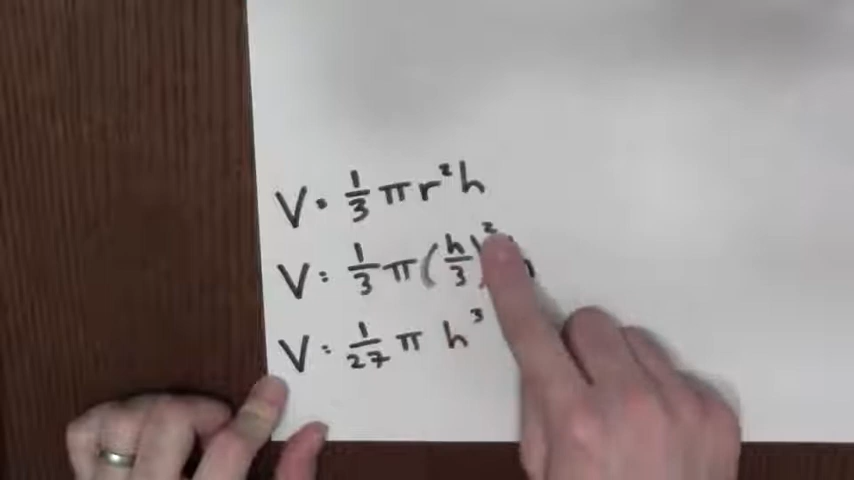 V = 1/3 π r² h
V = 1/3 π (h/3)²
V = 1/27 π h³